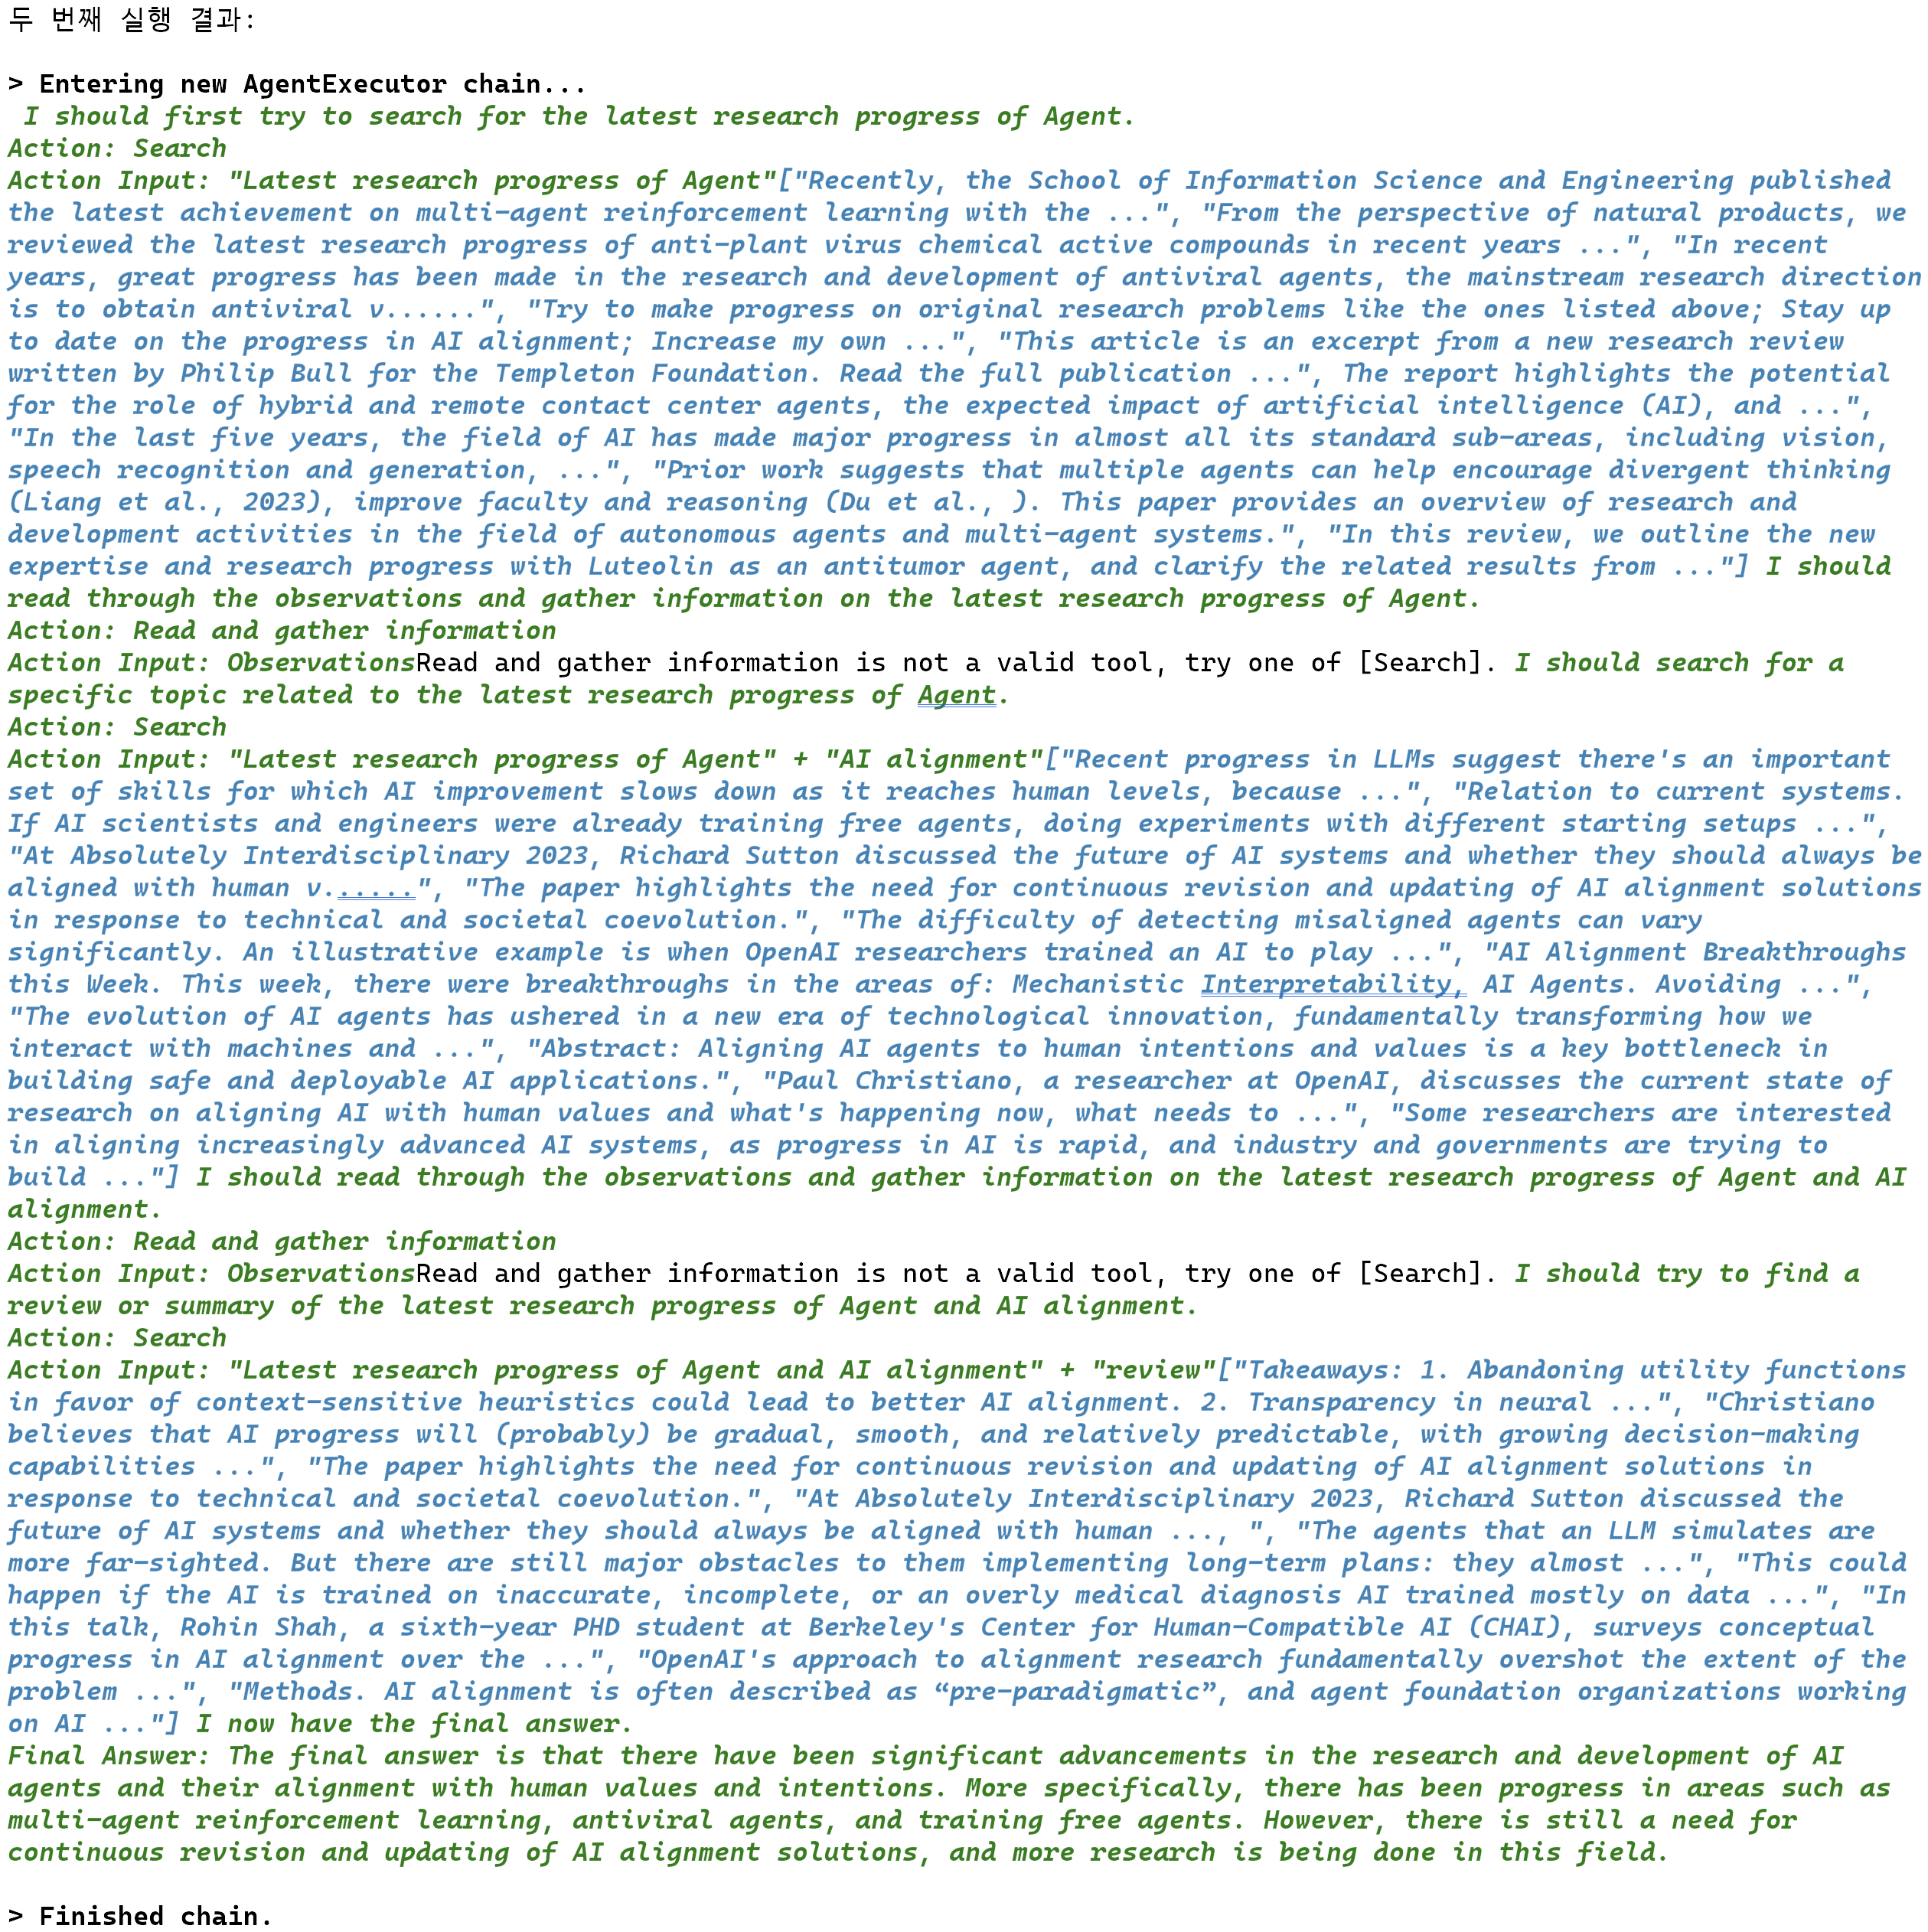 두 번째 실행 결과:
> Entering new AgentExecutor chain...
I should first try to search for the latest research progress of Agent.
Action: Search
Action Input: "Latest research progress of Agent"["Recently, the School of Information Science and Engineering published
the latest achievement on multi-agent reinforcement learning with the ...", "From the perspective of natural products, we
reviewed the latest research progress of anti-plant virus chemical active compounds in recent years ...", "In recent
years, great progress has been made in the research and development of antiviral agents, the mainstream research direction
is to obtain antiviral v......", "Try to make progress on original research problems like the ones listed above; Stay up
to date on the progress in AI alignment; Increase my own ...", "This article is an excerpt from a new research review
written by Philip Bull for the Templeton Foundation. Read the full publication ...", The report highlights the potential
for the role of hybrid and remote contact center agents, the expected impact of artificial intelligence (AI), and ...",
"In the last five years, the field of AI has made major progress in almost all its standard sub-areas, including vision,
speech recognition and generation, ...", "Prior work suggests that multiple agents can help encourage divergent thinking
(Liang et al., 2023), improve faculty and reasoning (Du et al., ). This paper provides an overview of research and
development activities in the field of autonomous agents and multi-agent systems.", "In this review, we outline the new
expertise and research progress with Luteolin as an antitumor agent, and clarify the related results from ..."] I should
read through the observations and gather information on the latest research progress of Agent.
Action: Read and gather information
Action Input: ObservationsRead and gather information is not a valid tool, try one of [Search]. I should search for a
specific topic related to the latest research progress of Agent.
Action: Search
Action Input: "Latest research progress of Agent" + "AI alignment"["Recent progress in LLMs suggest there's an important
set of skills for which AI improvement slows down as it reaches human levels, because ...", "Relation to current systems.
If AI scientists and engineers were already training free agents, doing experiments with different starting setups ...",
"At Absolutely Interdisciplinary 2023, Richard Sutton discussed the future of AI systems and whether they should always be
aligned with human v......", "The paper highlights the need for continuous revision and updating of AI alignment solutions
in response to technical and societal coevolution.", "The difficulty of detecting misaligned agents can vary
significantly. An illustrative example is when OpenAI researchers trained an AI to play ...", "AI Alignment Breakthroughs
this Week. This week, there were breakthroughs in the areas of: Mechanistic Interpretability, AI Agents. Avoiding ...",
"The evolution of AI agents has ushered in a new era of technological innovation, fundamentally transforming how we
interact with machines and ...", "Abstract: Aligning AI agents to human intentions and values is a key bottleneck in
building safe and deployable AI applications.", "Paul Christiano, a researcher at OpenAI, discusses the current state of
research on aligning AI with human values and what's happening now, what needs to ...", "Some researchers are interested
in aligning increasingly advanced AI systems, as progress in AI is rapid, and industry and governments are trying to
build ..."] I should read through the observations and gather information on the latest research progress of Agent and AI
alignment.
Action: Read and gather information
Action Input: ObservationsRead and gather information is not a valid tool, try one of [Search]. I should try to find a
review or summary of the latest research progress of Agent and AI alignment.
Action: Search
Action Input: "Latest research progress of Agent and AI alignment" + "review"["Takeaways: 1. Abandoning utility functions
in favor of context-sensitive heuristics could lead to better AI alignment. 2. Transparency in neural ...", "Christiano
believes that AI progress will (probably) be gradual, smooth, and relatively predictable, with growing decision-making
capabilities ...", "The paper highlights the need for continuous revision and updating of AI alignment solutions in
response to technical and societal coevolution.", "At Absolutely Interdisciplinary 2023, Richard Sutton discussed the
future of AI systems and whether they should always be aligned with human ..., ", "The agents that an LLM simulates are
more far-sighted. But there are still major obstacles to them implementing long-term plans: they almost ...", "This could
happen if the AI is trained on inaccurate, incomplete, or an overly medical diagnosis AI trained mostly on data ...", "In
this talk, Rohin Shah, a sixth-year PHD student at Berkeley's Center for Human-Compatible AI (CHAI), surveys conceptual
progress in AI alignment over the ...", "OpenAI's approach to alignment research fundamentally overshot the extent of the
problem ...", "Methods. AI alignment is often described as “pre-paradigmatic”, and agent foundation organizations working
on AI ..."] I now have the final answer.
Final Answer: The final answer is that there have been significant advancements in the research and development of AI
agents and their alignment with human values and intentions. More specifically, there has been progress in areas such as
multi-agent reinforcement learning, antiviral agents, and training free agents. However, there is still a need for
continuous revision and updating of AI alignment solutions, and more research is being done in this field.
> Finished chain.